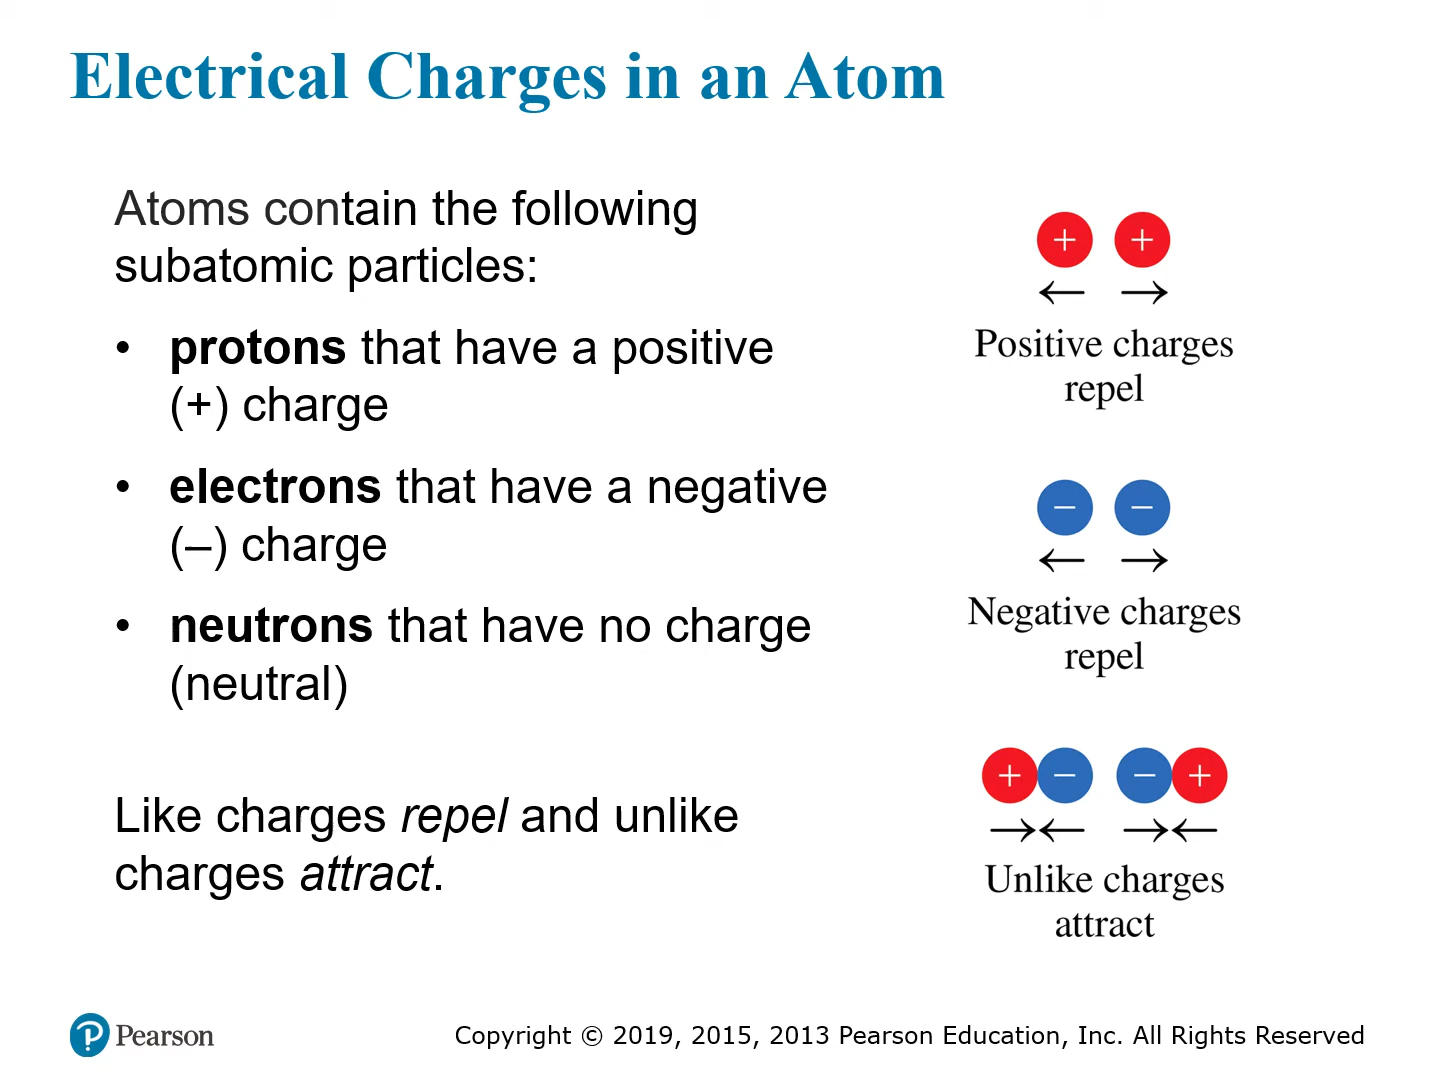 Electrical Charges in an Atom
Atoms contain the following
subatomic particles:
• protons that have a positive
(+) charge
• electrons that have a negative
(–) charge
• neutrons that have no charge
(neutral)
Like charges repel and unlike
charges attract.
+ +
← →
Positive charges
repel
− −
← →
Negative charges
repel
+ − − +
→← →←
Unlike charges
attract
P Pearson
Copyright © 2019, 2015, 2013 Pearson Education, Inc. All Rights Reserved